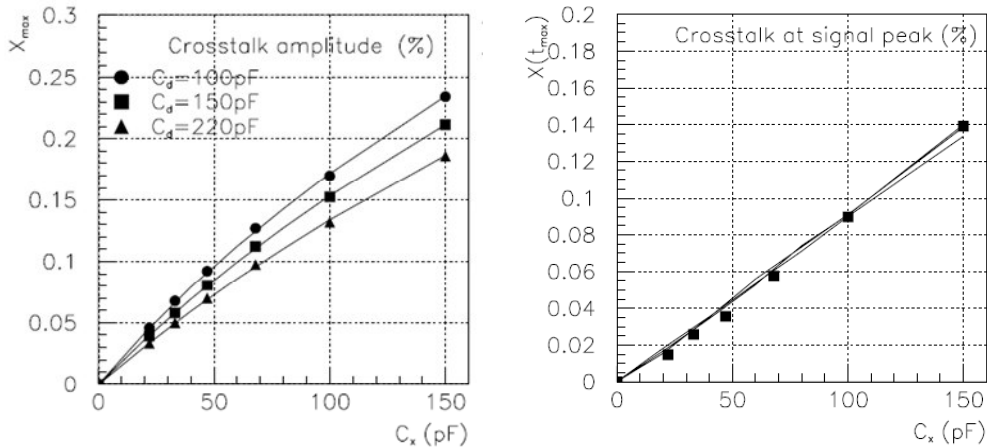 X_max
Crosstalk amplitude (%)
C_d=100pF
C_d=150pF
C_d=220pF
0.3
0.25
0.2
0.15
0.1
0.05
0
0 50 100 150
C_x (pF)
X(t_max)
Crosstalk at signal peak (%)
0.2
0.18
0.16
0.14
0.12
0.1
0.08
0.06
0.04
0.02
0
0 50 100 150
C_x (pF)